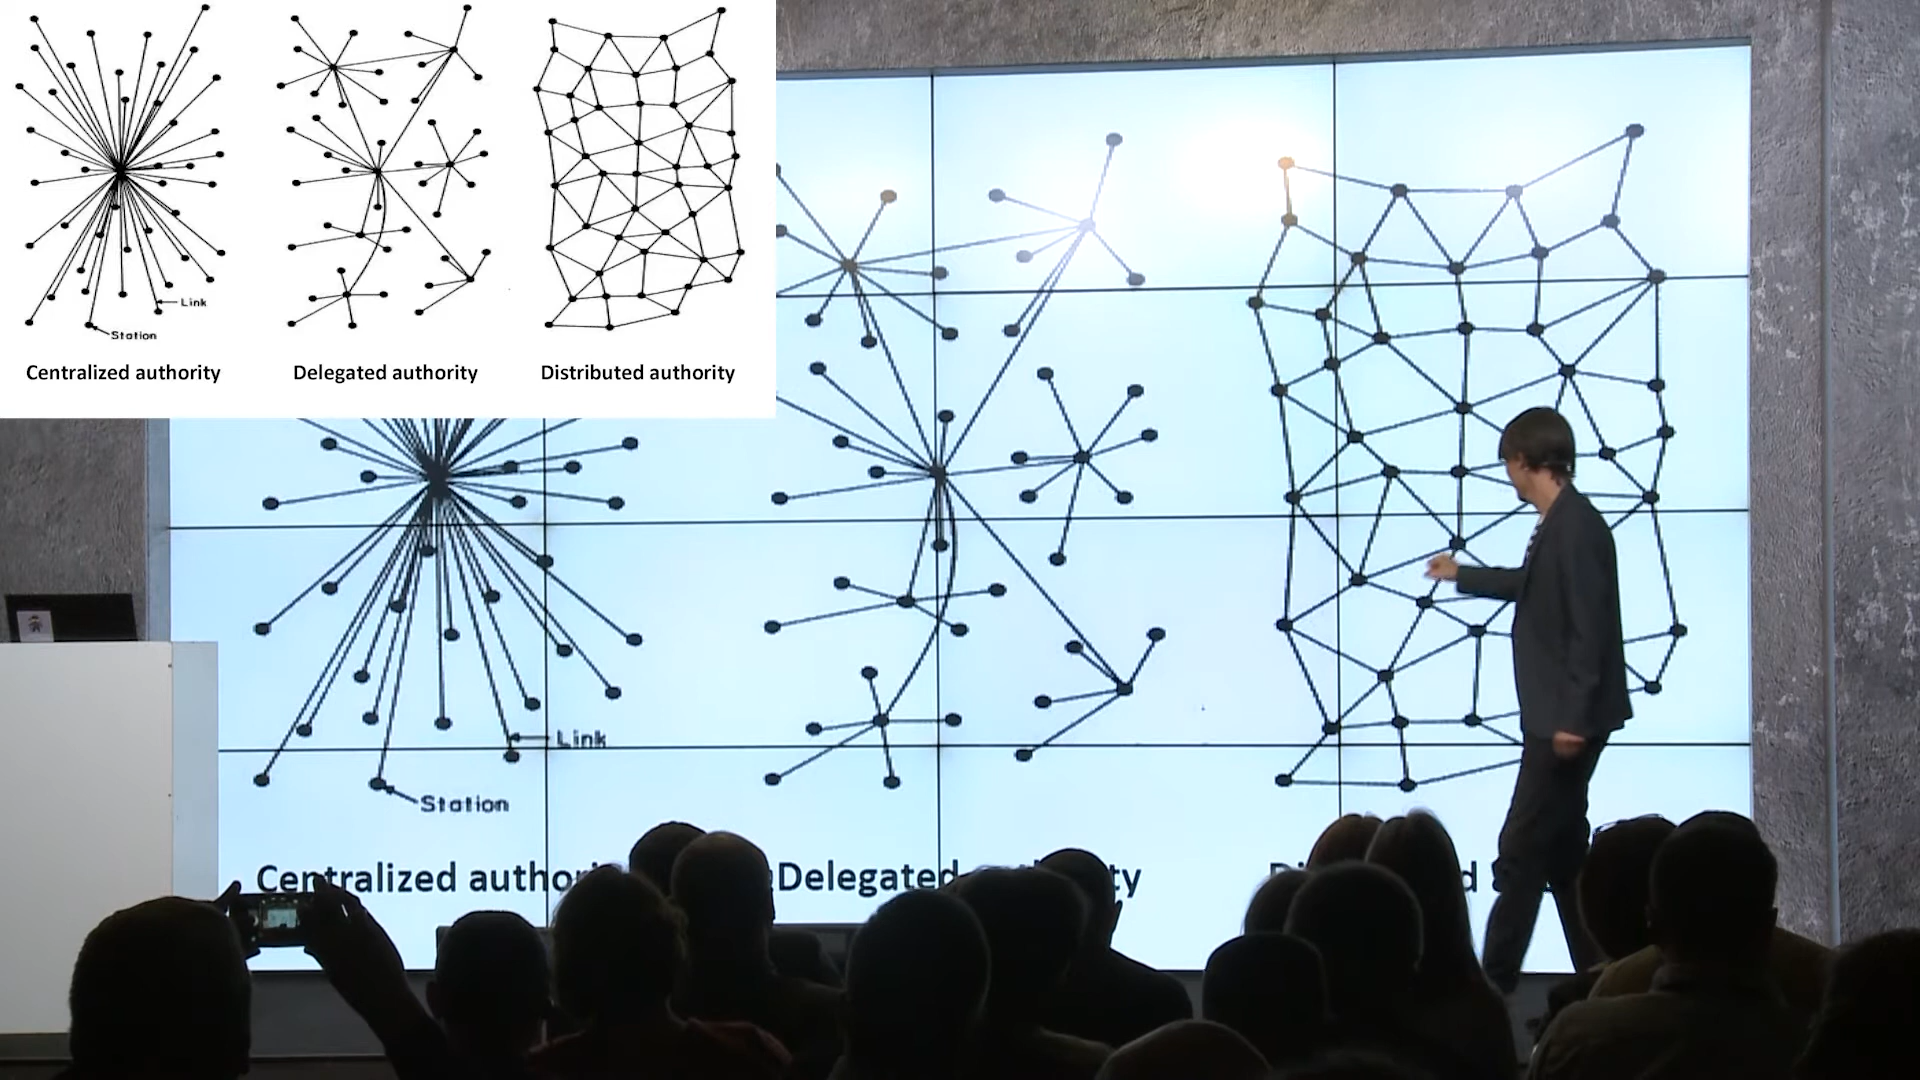 Link
Station
Centralized authority
Delegated authority
Distributed authority
Link
Station
Centralized author
Delegated
ty
D
d